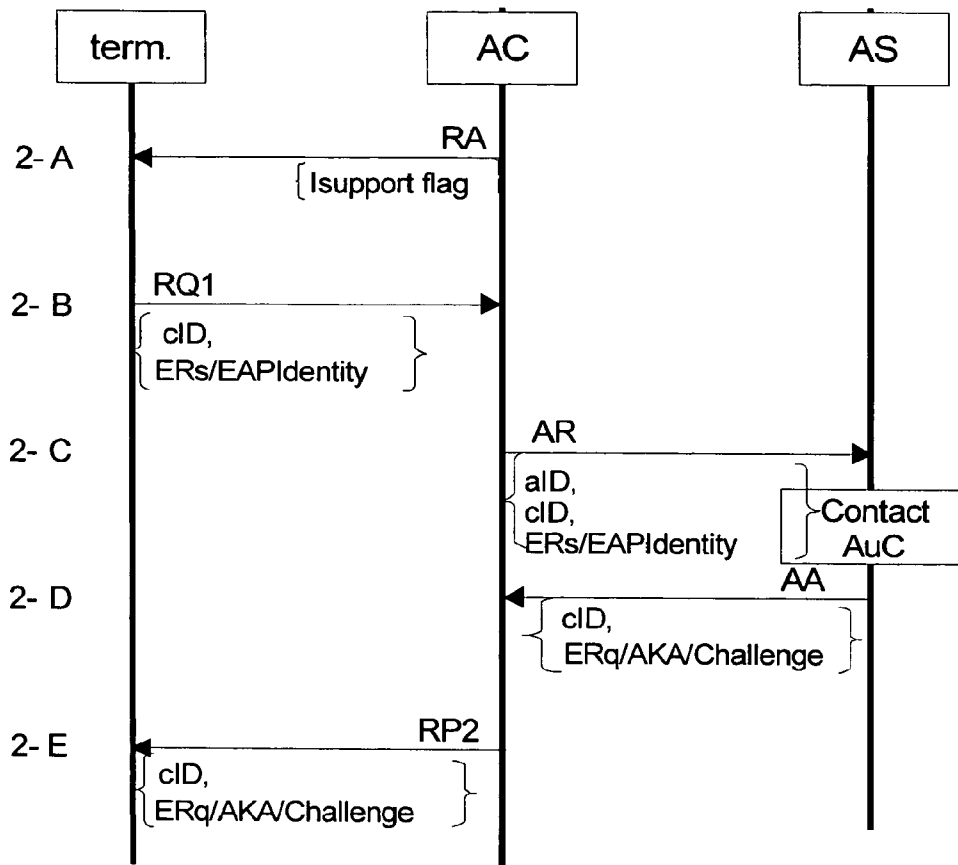 term.
AC
AS
2- A
RA
Isupport flag
2- B
RQ1
cID,
ERs/EAPIdentity
2- C
AR
aID,
cID,
ERs/EAPIdentity
Contact
AuC
2- D
AA
cID,
ERq/AKA/Challenge
2- E
RP2
cID,
ERq/AKA/Challenge